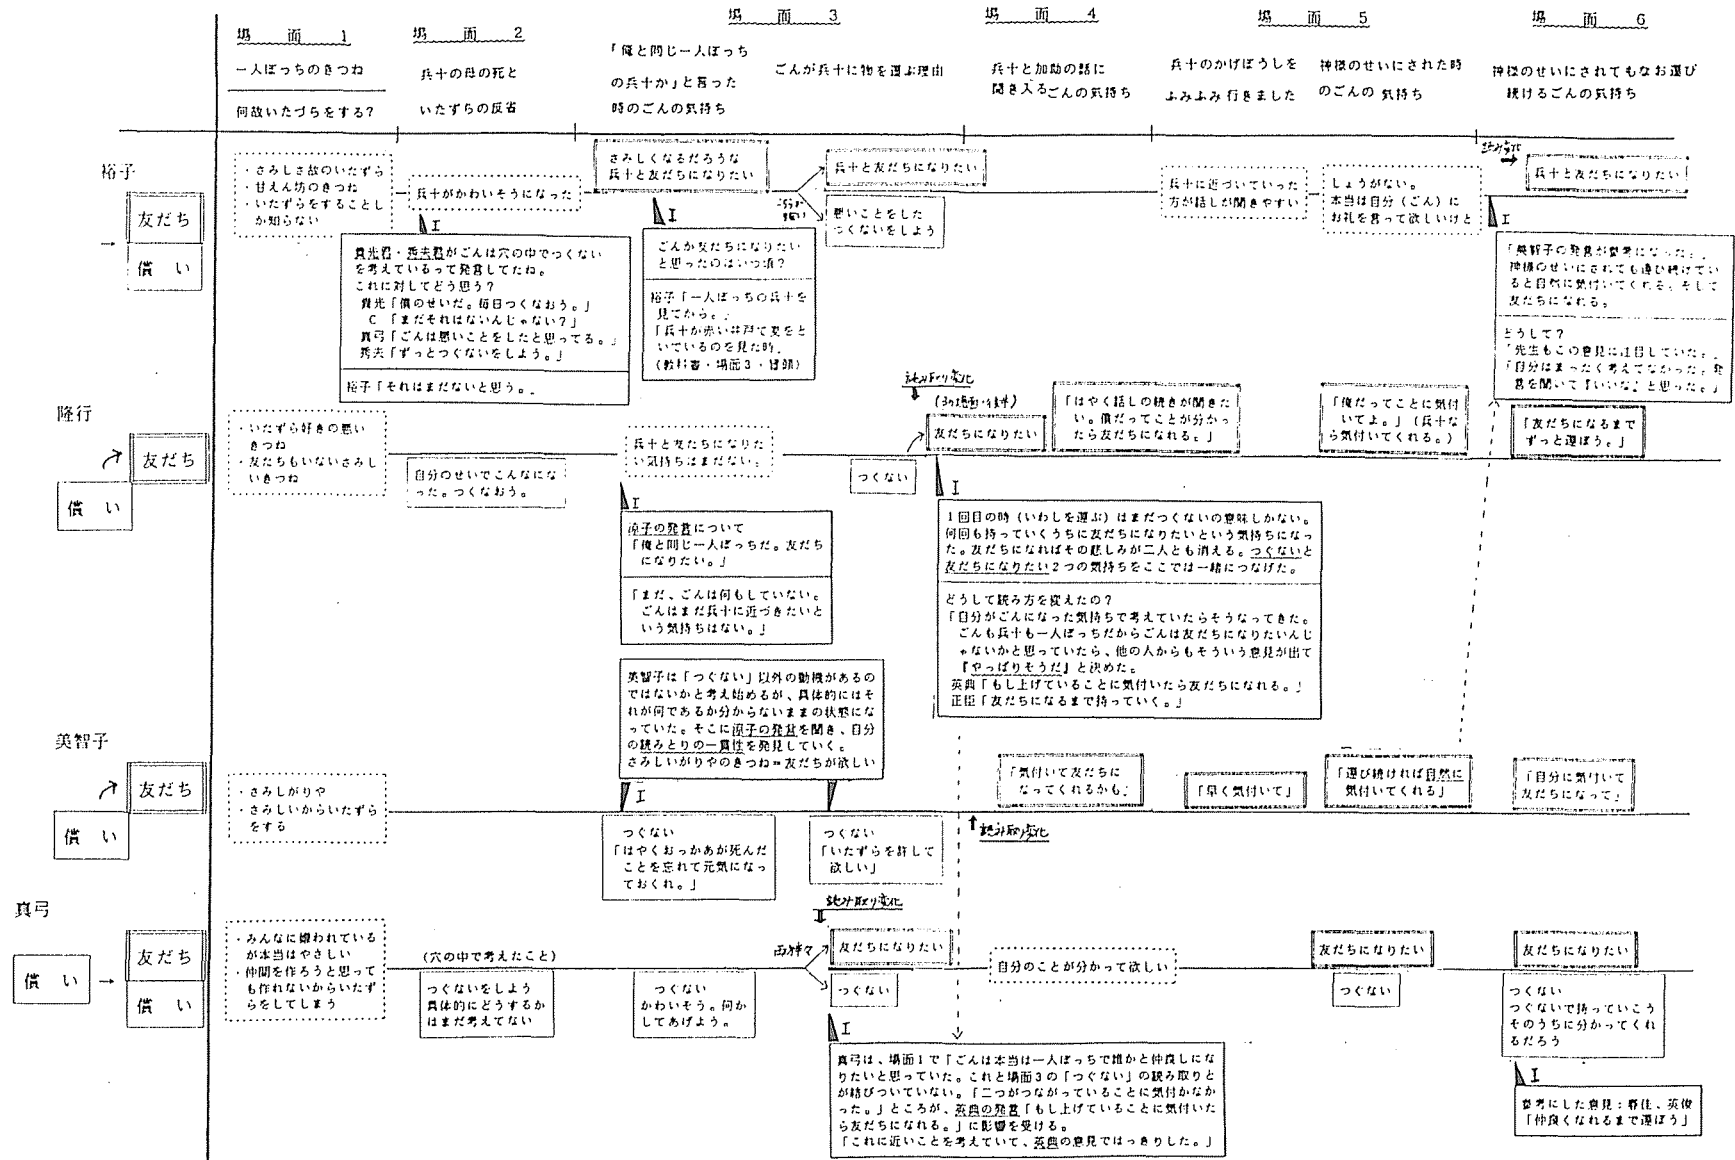 場面 1
一人ぼっちのきつね
何故いたづらをする?
場面 2
兵十の母の死と
いたずらの反省
場面 3
「俺と同じ一人ぼっち
の兵十か」と言った
時のごんの気持ち
ごんが兵十に物を運ぶ理由
場面 4
兵十と加助の話に
聞き入るごんの気持ち
場面 5
兵十のかげぼうしを
ふみふみ行きました
神様のせいにされた時
のごんの気持ち
場面 6
神様のせいにされてもなお運び
続けるごんの気持ち
裕子
→
友だち
償い
・さみしさ故のいたずら
・甘えん坊のきつね
・いたずらをすることし
か知らない
兵十がかわいそうになった
I
貴光君・秀夫君がごんは穴の中でつくない
を考えているって発言してたね。
これに対してどう思う?
貴光「償のせいだ。毎日つくなおう。」
C「まだそれはないんじゃない?」
真弓「ごんは悪いことをしたと思ってる。」
秀夫「ずっとつぐないをしよう。」
裕子「それはまだないと思う。」
さみしくなるだろうな
兵十と友だちになりたい
I
ごんが友だちになりたい
と思ったのはいつ頃?
裕子「一人ぼっちの兵十を
見てから。」
「兵十が赤い井戸で麦をと
いでいるのを見た時。
(教科書・場面3・冒頭)
兵十と友だちになりたい
悪いことをした
つくないをしよう
兵十に近づいていった
方が話しが聞きやすい
しょうがない。
本当は自分(ごん)に
お礼を言って欲しいけと
読み変化
兵十と友だちになりたい
I
「美智子の発言が参考になった。」
神様のせいにされても運び続けてい
ると自然に気付いてくれる。そして
友だちになれる。
どうして?
「先生もこの意見に注目していた。」
「自分はまったく考えてなかった。発
言を聞いて『いいな』と思った。」
隆行
友だち
償い
・いたずら好きの悪い
きつね
・友だちもいないさみし
いきつね
自分のせいでこんなにな
った。つくなおう。
兵十と友たちになりた
い気持ちはまだない。
I
涼子の発言について
「俺と同じ一人ぼっちだ。友だち
になりたい。」
「まだ、ごんは何もしていない。
ごんはまだ兵十に近づきたいと
いう気持ちはない。」
つくない
読み取り変化
(3の場面・後半)
友だちになりたい
I
「はやく話しの続きが聞きた
い。償だってことが分かっ
たら友だちになれる。」
「俺だってことに気付
いてよ。」(兵十な
ら気付いてくれる。)
「友だちになるまで
ずっと運ぼう。」
1回目の時(いわしを運ぶ)はまだつくないの意味しかない。
何回も持っていくうちに友だちになりたいという気持ちになっ
た。友だちになればその悲しみが二人とも消える。つぐないと
友だちになりたい2つの気持ちをここでは一緒につなげた。
どうして読み方を変えたの?
「自分がごんになった気持ちで考えていたらそうなってきた。
ごんも兵十も一人ぼっちだからごんは友だちになりたいんじ
ゃないかと思っていたら、他の人からもそういう意見が出て
『やっぱりそうだ』と決めた。
英典「もし上げていることに気付いたら友だちになれる。」
正臣「友だちになるまで持っていく。」
美智子
友だち
償い
・さみしがりや
・さみしいからいたずら
をする
美智子は「つぐない」以外の動機があるの
ではないかと考え始めるが、具体的にはそ
れが何であるか分からないままの状態にな
っていた。そこに涼子の発言を聞き、自分
の読みとりの一貫性を発見していく。
さみしいがりやのきつね=友だちが欲しい
I
つぐない
「はやくおっかあが死んだ
ことを忘れて元気になっ
ておくれ。」
つくない
「いたずらを許して
欲しい」
読み取り変化
「気付いて友だちに
なってくれるかも」
「早く気付いて」
「運び続ければ自然に
気付いてくれる」
「自分に気付いて
友だちになって」
真弓
償い
→
友だち
償い
・みんなに嫌われている
が本当はやさしい
・仲間を作ろうと思って
も作れないからいたず
らをしてしまう
(穴の中で考えたこと)
つぐないをしよう
具体的にどうするか
はまだ考えてない
つぐない
かわいそう。何か
してあげよう。
読み取り変化
友だちになりたい
つぐない
I
自分のことが分かって欲しい
友だちになりたい
つぐない
友だちになりたい
つくない
つぐないで持っていこう
そのうちに分かってくれ
るだろう
I
真弓は、場面1で「ごんは本当は一人ぼっちで誰かと仲良しにな
りたいと思っていた。これと場面3の「つぐない」の読み取りと
が結びついていない。「二つがつながっていることに気付かなか
った。」ところが、英典の発言「もし上げていることに気付いた
ら友だちになれる。」に影響を受ける。
「これに近いことを考えていて、英典の意見ではっきりした。」
参考にした意見:春佳、英俊
「仲良くなれるまで運ぼう」